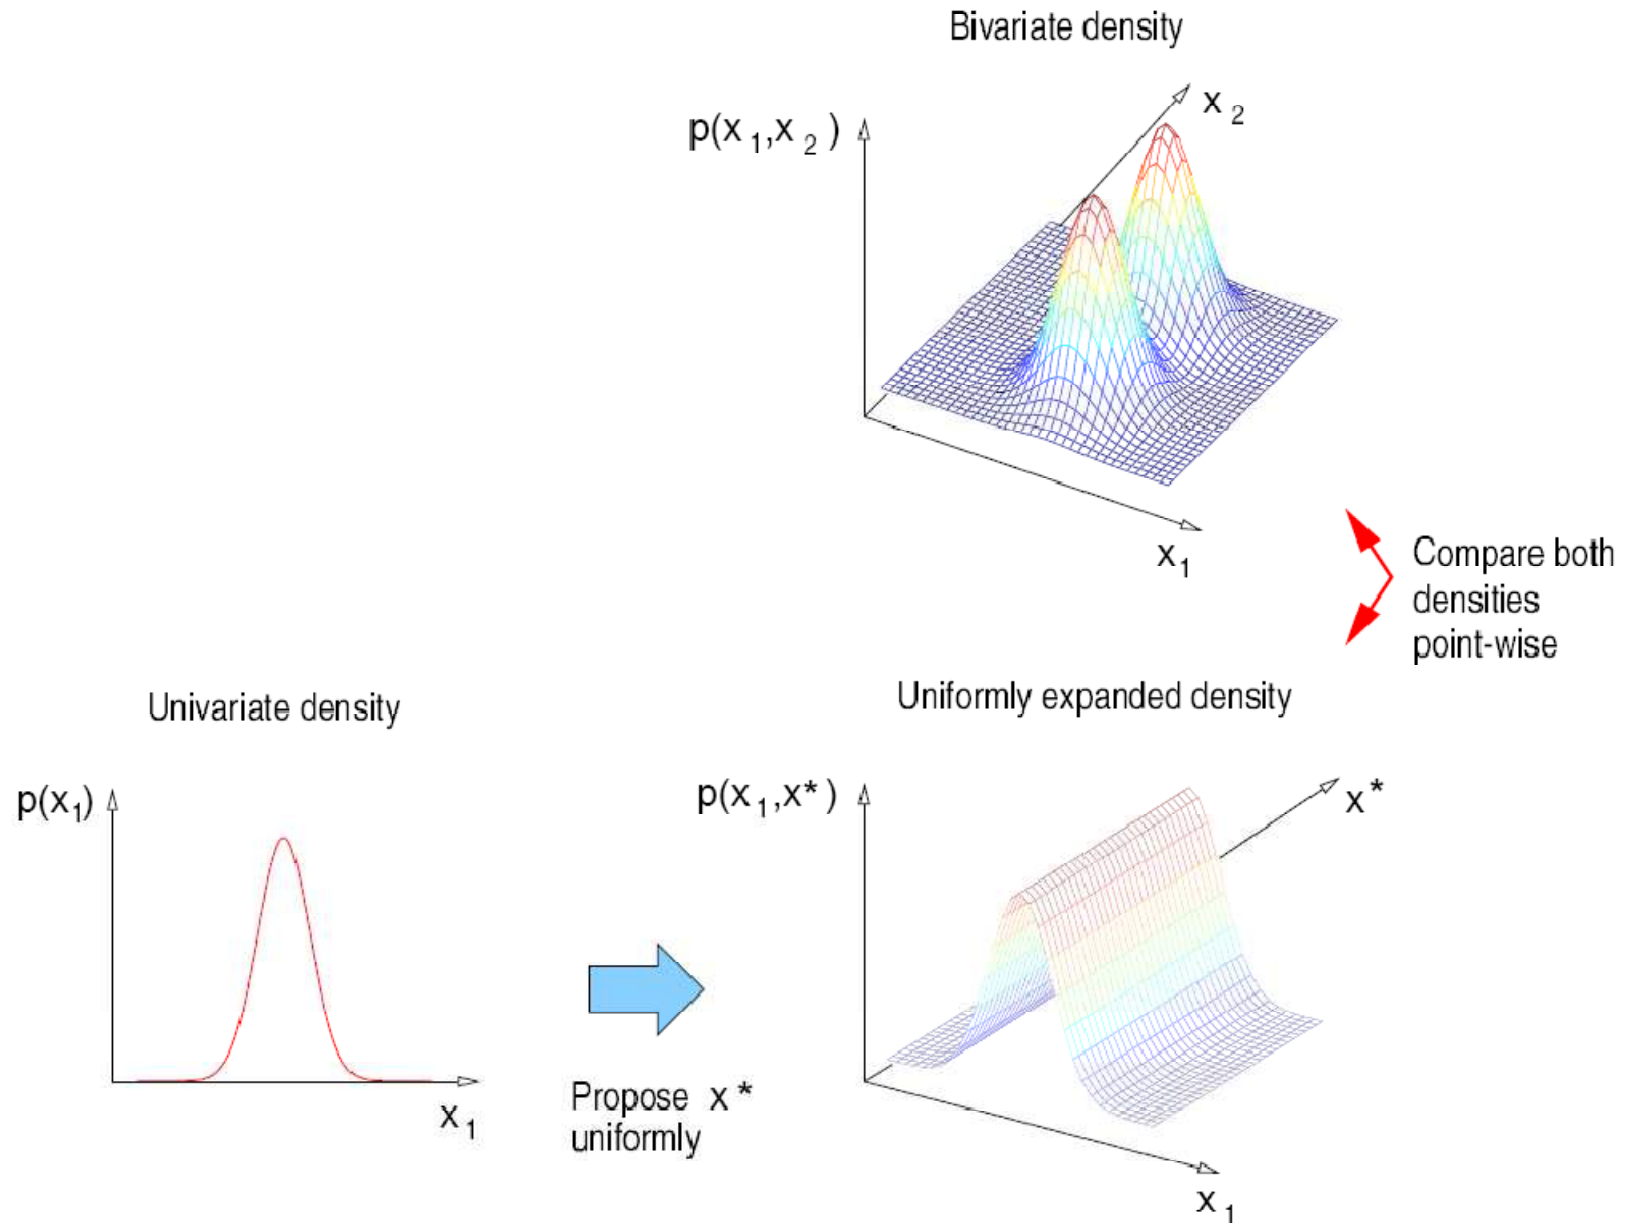 Bivariate density
p(x 1,x 2 )
x 2
x 1
Compare both
densities
point-wise
Univariate density
Uniformly expanded density
p(x1)
p(x 1,x* )
x *
x 1
Propose x *
uniformly
x 1